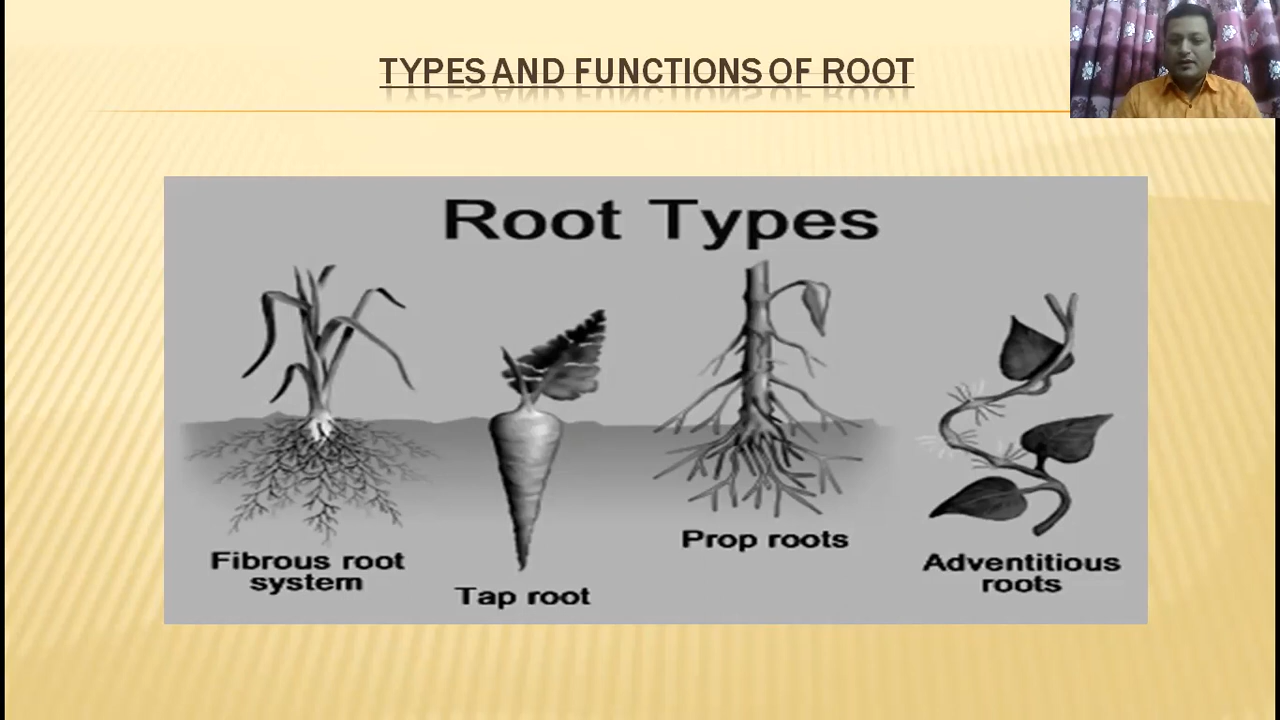 TYPES AND FUNCTIONS OF ROOT
Root Types
Fibrous root
system
Tap root
Prop roots
Adventitious
roots